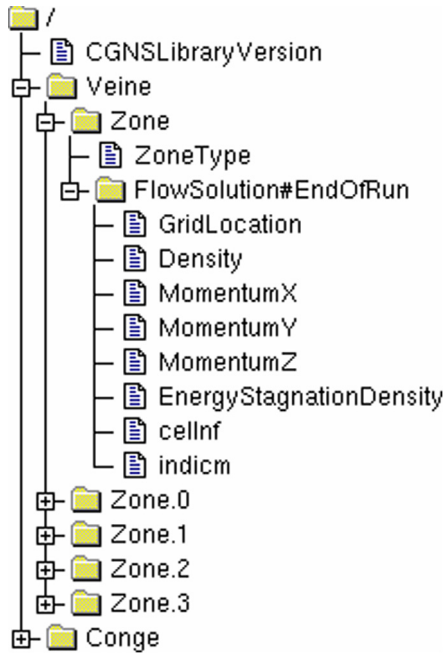 /
CGNSLibraryVersion
Veine
Zone
ZoneType
FlowSolution#EndOfRun
GridLocation
Density
MomentumX
MomentumY
MomentumZ
EnergyStagnationDensity
cellnf
indicm
Zone.0
Zone.1
Zone.2
Zone.3
Conge